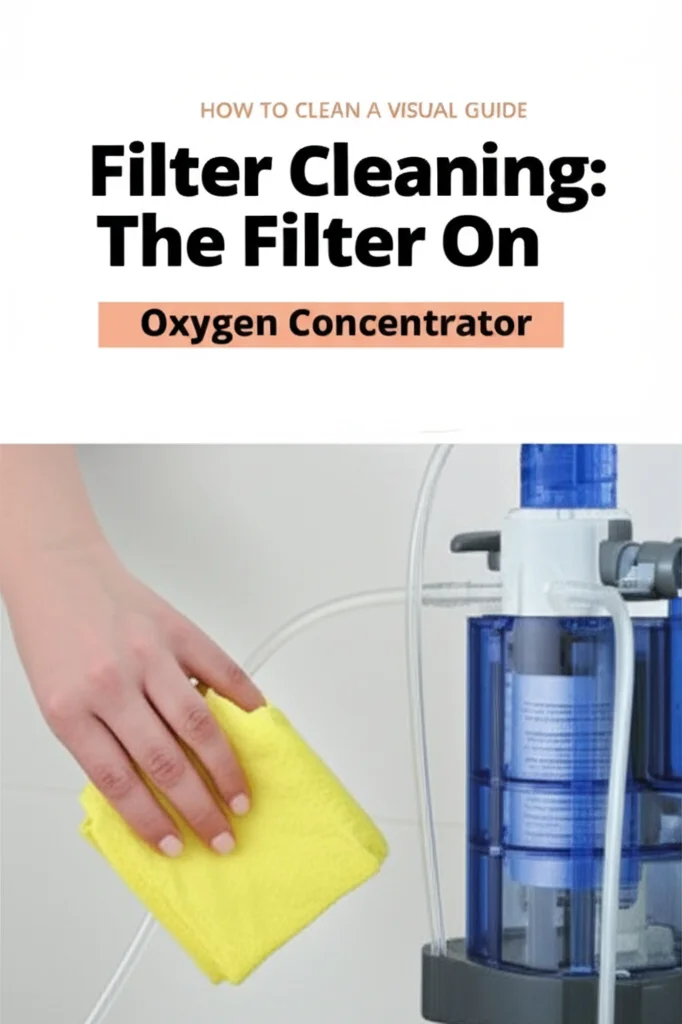 HOW TO CLEAN A VISUAL GUIDE
Filter Cleaning:
The Filter On
Oxygen Concentrator